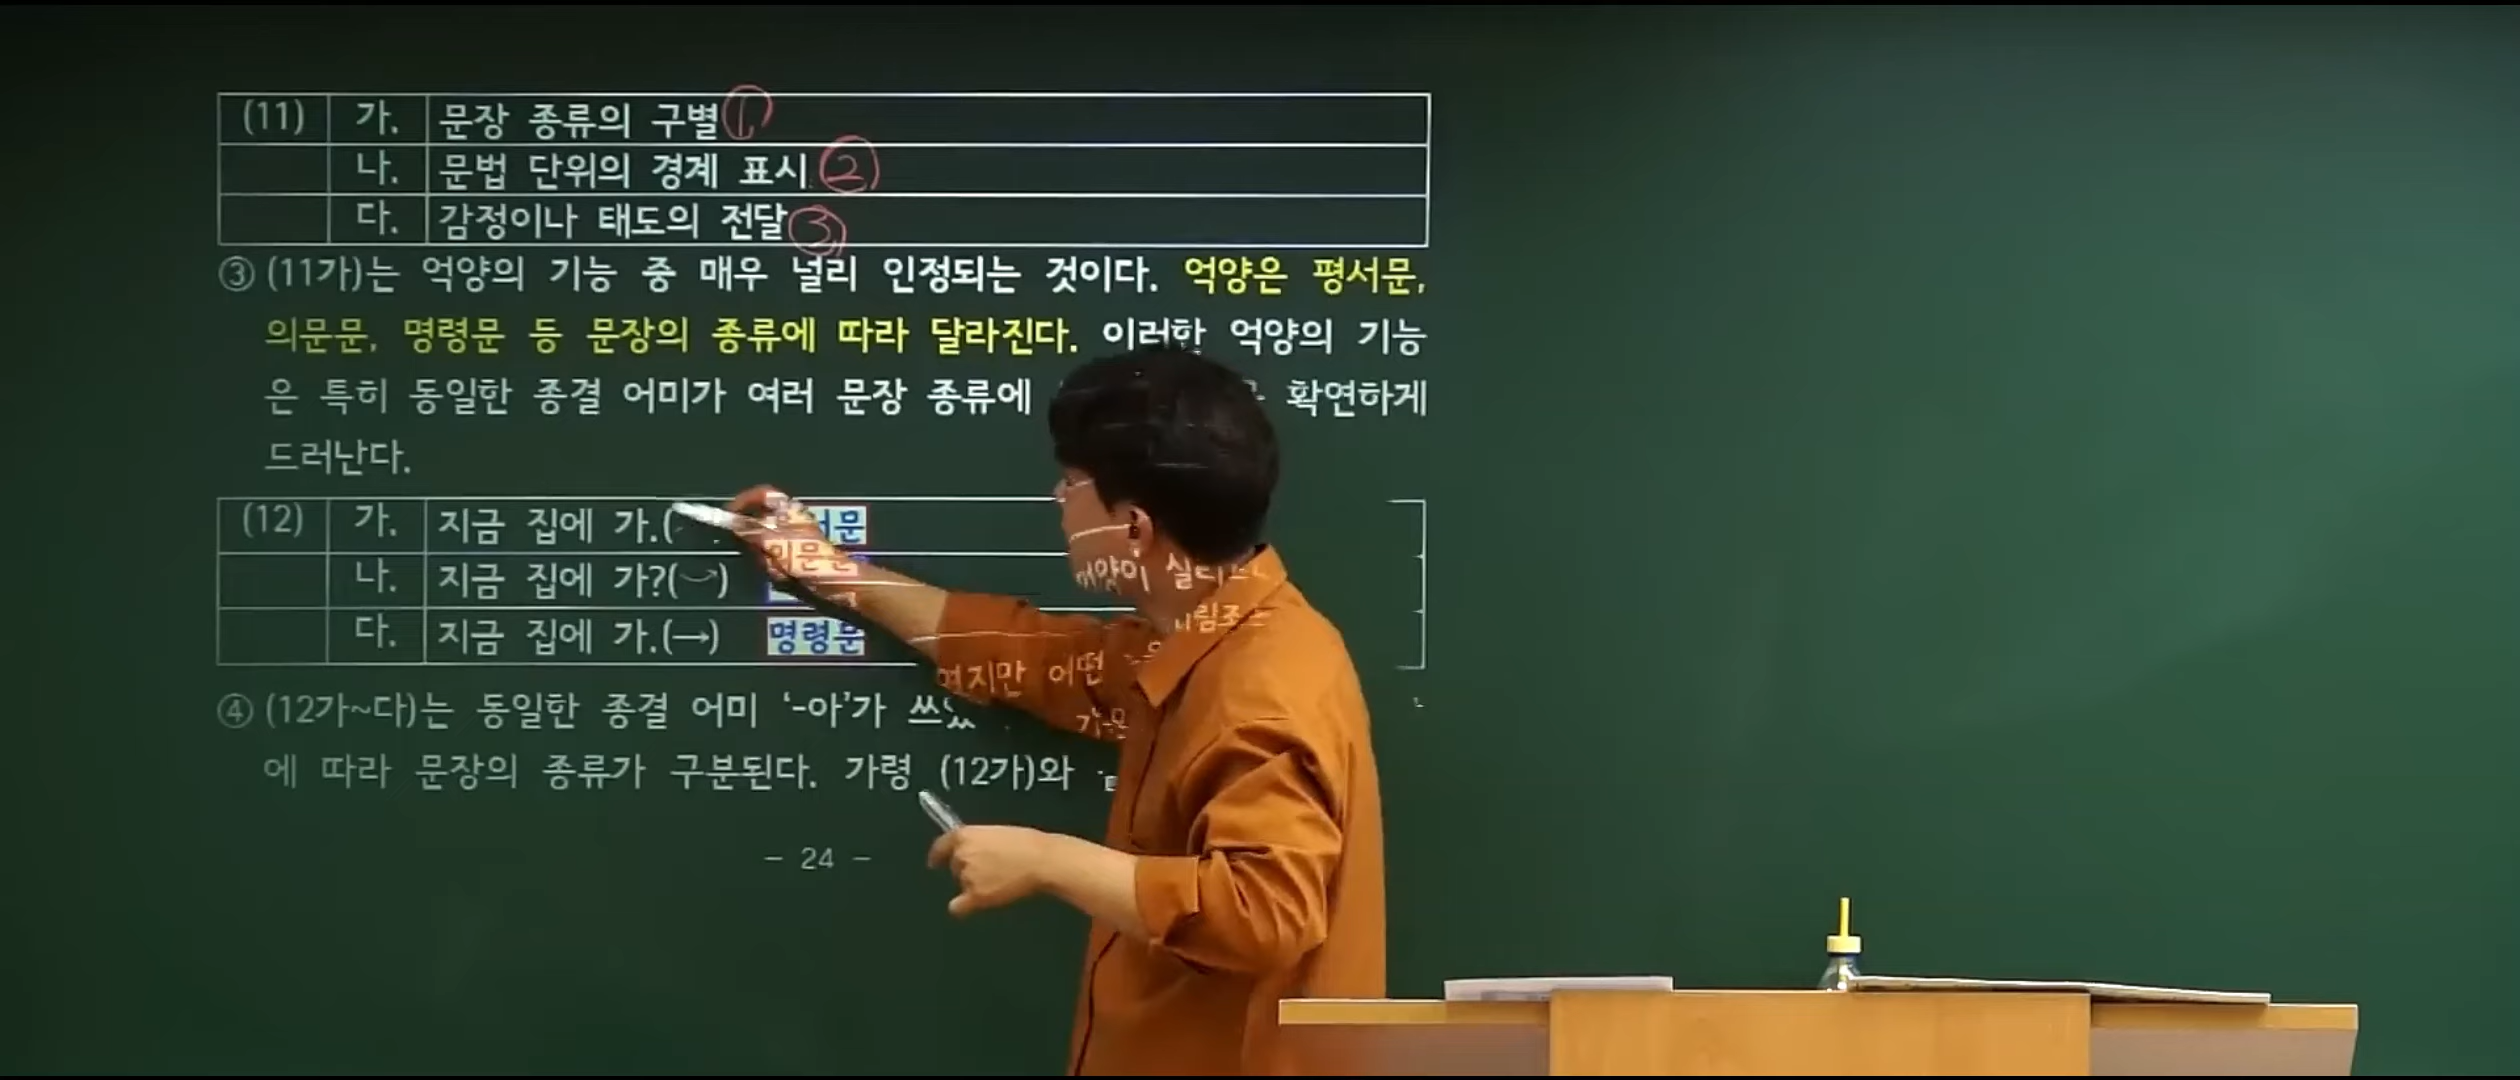 (11) 가. 문장 종류의 구별 ①
나. 문법 단위의 경계 표시 ②
다. 감정이나 태도의 전달 ③
③ (11가)는 억양의 기능 중 매우 널리 인정되는 것이다. 억양은 평서문,
의문문, 명령문 등 문장의 종류에 따라 달라진다. 이러한 억양의 기능
은 특히 동일한 종결 어미가 여러 문장 종류에 확연하게
드러난다.
(12) 가. 지금 집에 가.(
나. 지금 집에 가?( ) 의문문
다. 지금 집에 가.(→) 명령문
④ (12가~다)는 동일한 종결 어미 '-아'가 어떤
에 따라 문장의 종류가 구분된다. 가령 (12가)와
- 24 -